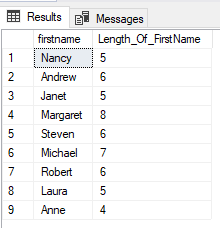 Results Messages
firstname Length_Of_FirstName
1 Nancy 5
2 Andrew 6
3 Janet 5
4 Margaret 8
5 Steven 6
6 Michael 7
7 Robert 6
8 Laura 5
9 Anne 4